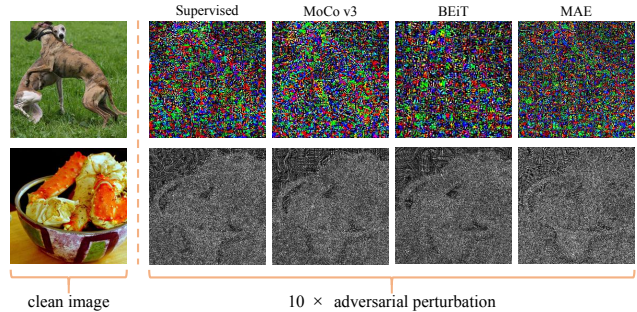 Supervised MoCo v3 BEiT MAE
clean image 10 × adversarial perturbation